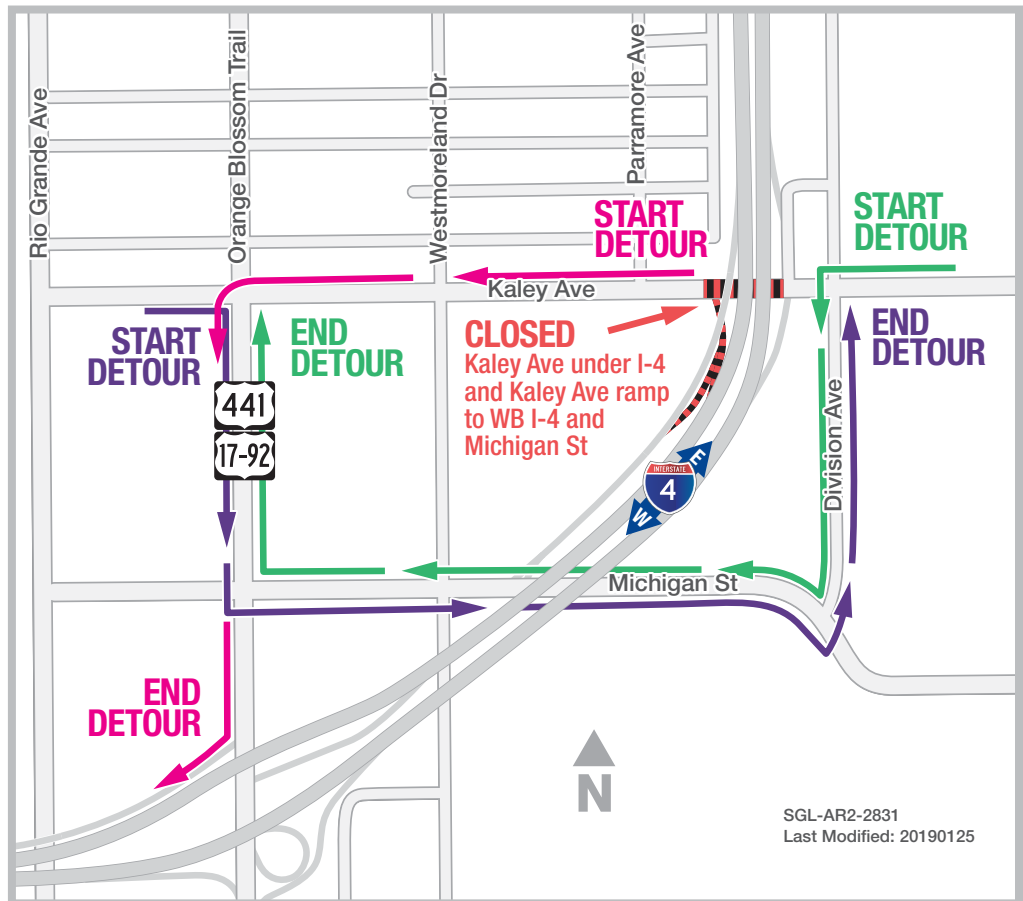 Rio Grande Ave
Orange Blossom Trail
Westmoreland Dr
Parramore Ave
START
DETOUR
START
DETOUR
Kaley Ave
START
DETOUR
END
DETOUR
CLOSED
Kaley Ave under I-4
and Kaley Ave ramp
to WB I-4 and
Michigan St
END
DETOUR
441
17-92
E
INTERSTATE
4
W
Division Ave
Michigan St
END
DETOUR
N
SGL-AR2-2831
Last Modified: 20190125